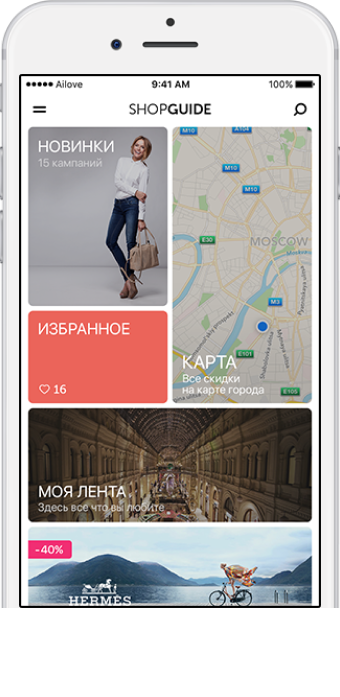 Ailove
9:41 AM
100%
SHOPGUIDE
НОВИНКИ
15 кампаний
ИЗБРАННОЕ
16
M10
A104
M10
M10
E30
MOSCOW
M3
E101
E105
КАРТА
Все скидки
на карте города
МОЯ ЛЕНТА
Здесь все что вы любите
-40%
HERMÈS